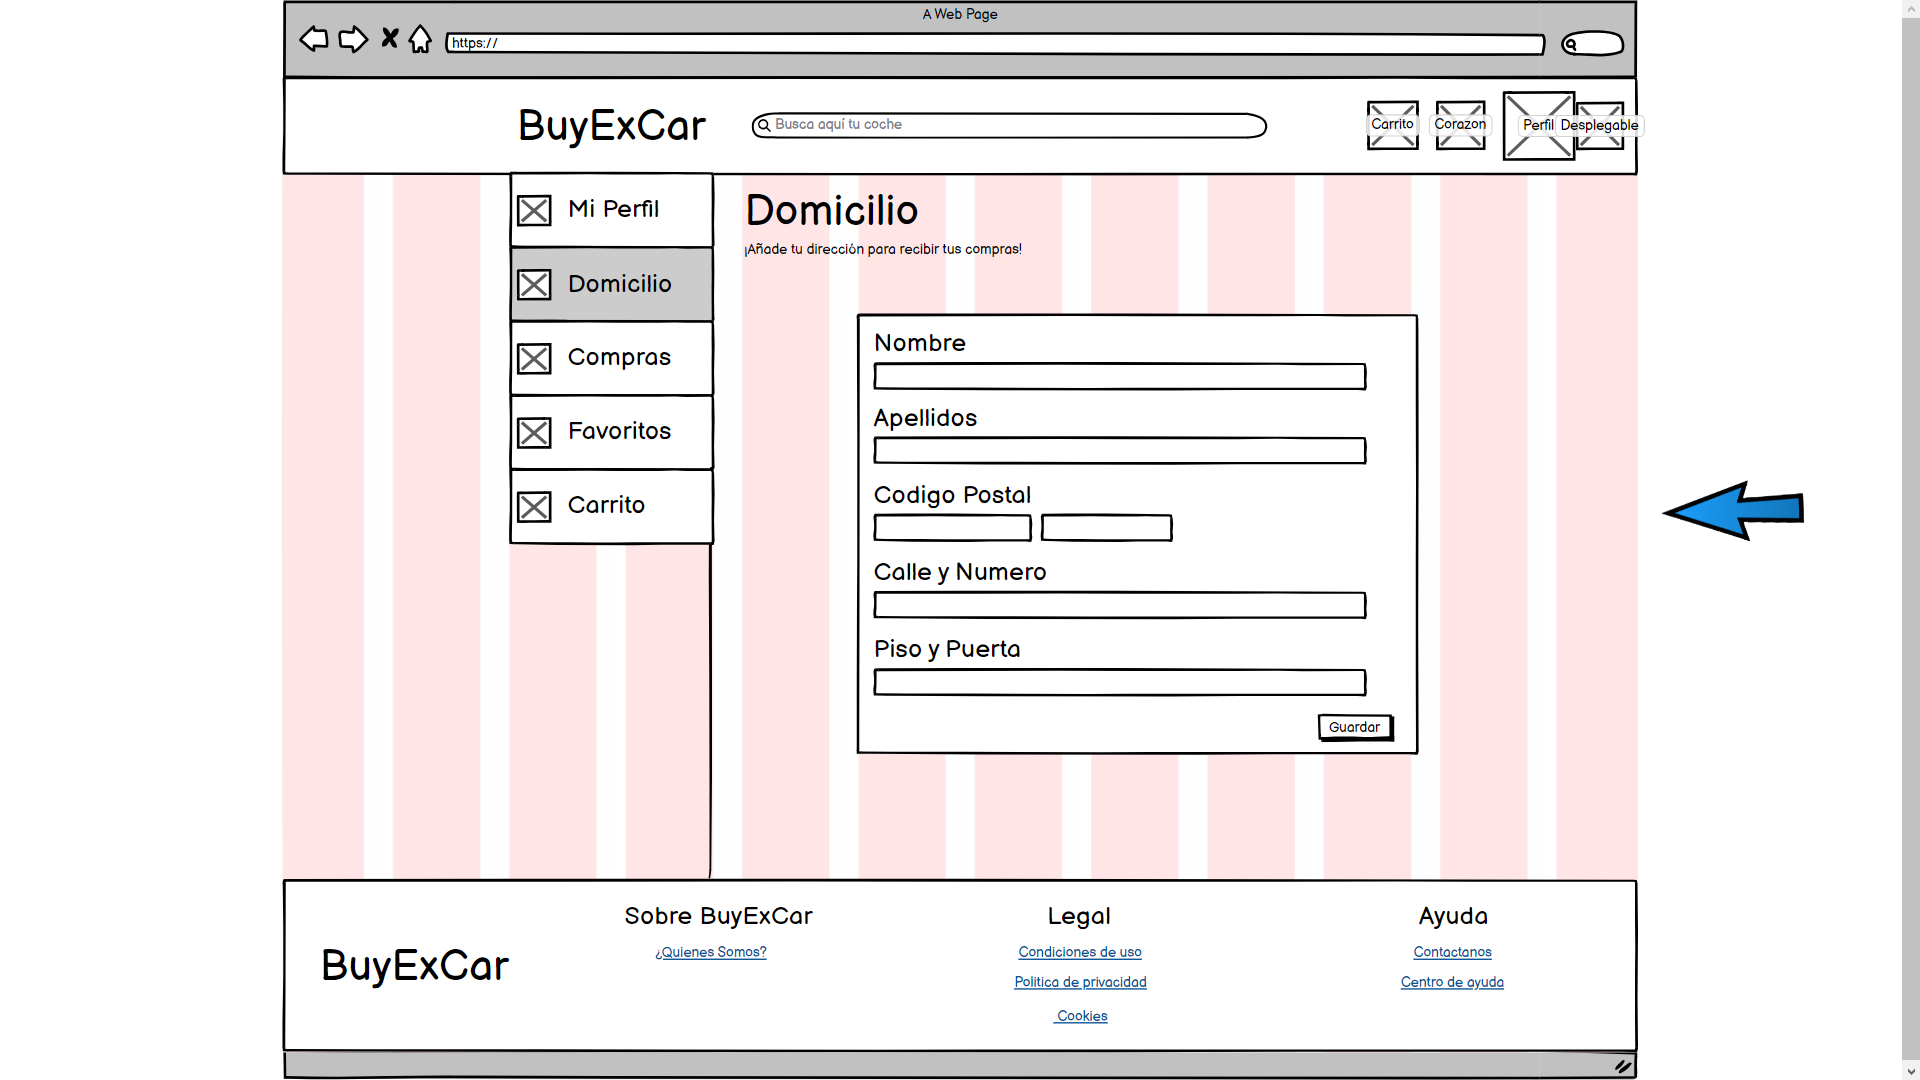 A Web Page
https://
BuyExCar
Busca aquí tu coche
Carrito
Corazon
Perfil
Desplegable
Mi Perfil
Domicilio
Compras
Favoritos
Carrito
Domicilio
¡Añade tu dirección para recibir tus compras!
Nombre
Apellidos
Codigo Postal
Calle y Numero
Piso y Puerta
Guardar
BuyExCar
Sobre BuyExCar
¿Quienes Somos?
Legal
Condiciones de uso
Politica de privacidad
Cookies
Ayuda
Contactanos
Centro de ayuda